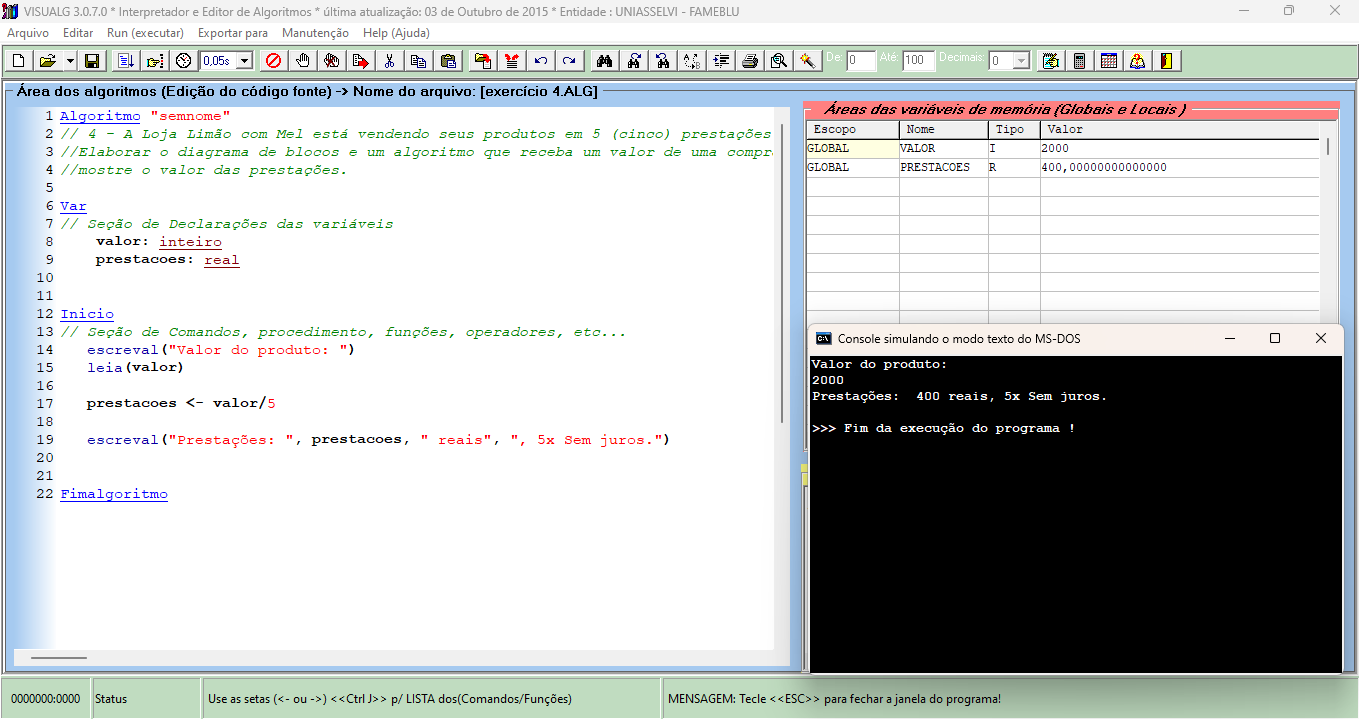 VISUALG 3.0.7.0 * Interpretador e Editor de Algoritmos * última atualização: 03 de Outubro de 2015 * Entidade : UNIASSELVI - FAMEBLU
Arquivo Editar Run (executar) Exportar para Manutenção Help (Ajuda)
0,05s De: 0 Até: 100 Decimais: 0
Área dos algoritmos (Edição do código fonte) -> Nome do arquivo: [exercício 4.ALG]
1 Algoritmo "semnome"
2 // 4 - A Loja Limão com Mel está vendendo seus produtos em 5 (cinco) prestações
3 //Elaborar o diagrama de blocos e um algoritmo que receba um valor de uma compr
4 //mostre o valor das prestações.
5
6 Var
7 // Seção de Declarações das variáveis
8 valor: inteiro
9 prestacoes: real
10
11
12 Inicio
13 // Seção de Comandos, procedimento, funções, operadores, etc...
14 escreval("Valor do produto: ")
15 leia(valor)
16
17 prestacoes <- valor/5
18
19 escreval("Prestações: ", prestacoes, " reais", ", 5x Sem juros.")
20
21
22 Fimalgoritmo
Áreas das variáveis de memória (Globais e Locais )
Escopo Nome Tipo Valor
GLOBAL VALOR I 2000
GLOBAL PRESTACOES R 400,00000000000000
Console simulando o modo texto do MS-DOS
Valor do produto:
2000
Prestações:  400 reais, 5x Sem juros.
>>> Fim da execução do programa !
0000000:0000 Status Use as setas (<- ou ->) <<Ctrl J>> p/ LISTA dos(Comandos/Funções) MENSAGEM: Tecle <<ESC>> para fechar a janela do programa!